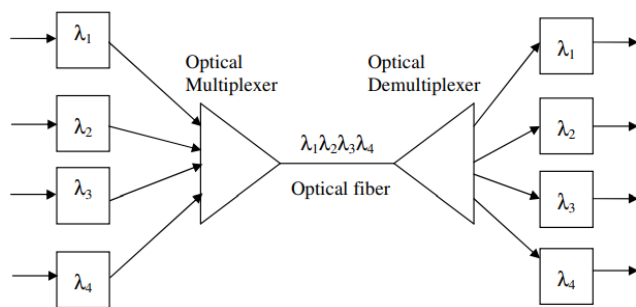 λ₁
λ₂
λ₃
λ₄
Optical
Multiplexer
λ₁λ₂λ₃λ₄
Optical fiber
Optical
Demultiplexer
λ₁
λ₂
λ₃
λ₄